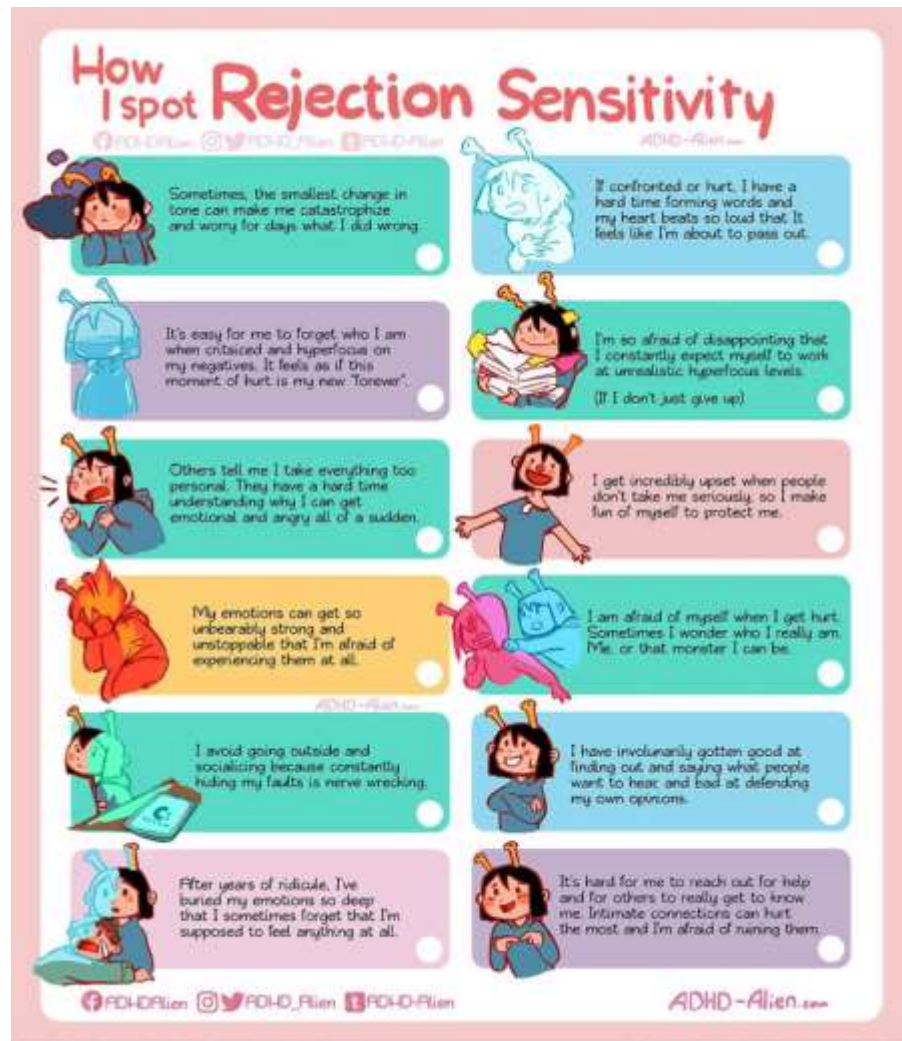 How
I spot Rejection Sensitivity
ADHDAlien ADHD_Alien ADHD-Alien
ADHD-Alien.com
Sometimes, the smallest change in
tone can make me catastrophize
and worry for days what I did wrong.
If confronted or hurt, I have a
hard time forming words and
my heart beats so loud that It
feels like I'm about to pass out.
It's easy for me to forget who I am
when critsiced and hyperfocus on
my negatives. It feels as if this
moment of hurt is my new "forever".
I'm so afraid of disappointing that
I constantly expect myself to work
at unrealistic hyperfocus levels.
(If I don't just give up)
Others tell me I take everything too
personal. They have a hard time
understanding why I can get
emotional and angry all of a sudden.
I get incredibly upset when people
don't take me seriously, so I make
fun of myself to protect me.
My emotions can get so
unbearably strong and
unstoppable that I'm afraid of
experiencing them at all.
I am afraid of myself when I get hurt.
Sometimes I wonder who I really am.
Me, or that monster I can be.
ADHD-Alien.com
I avoid going outside and
socializing because constantly
hiding my faults is nerve wrecking.
I have involunarily gotten good at
finding out and saying what people
want to hear and bad at defending
my own opinions.
After years of ridicule, I've
buried my emotions so deep
that I sometimes forget that I'm
supposed to feel anything at all.
It's hard for me to reach out for help
and for others to really get to know
me. Intimate connections can hurt
the most and I'm afraid of ruining them.
ADHDAlien ADHD_Alien ADHD-Alien
ADHD-Alien.com